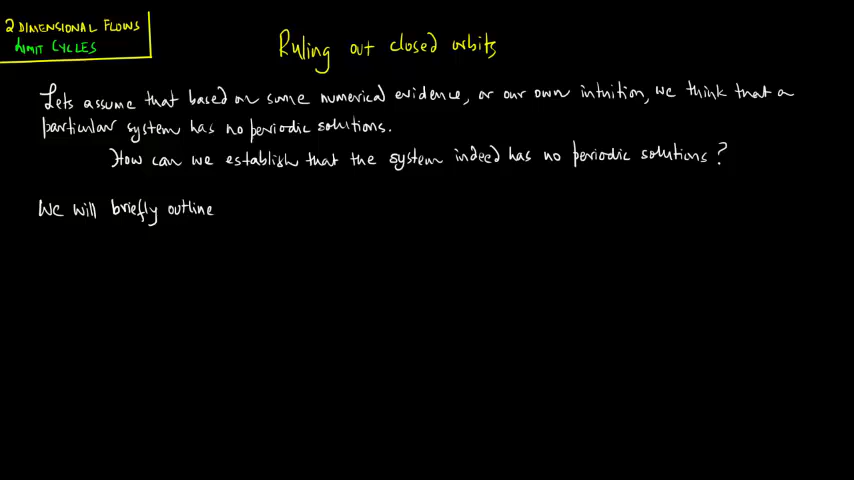 2 DIMENSIONAL FLOWS
LIMIT CYCLES
Ruling out closed orbits
Lets assume that based on some numerical evidence, or our own intuition, we think that a
particular system has no periodic solutions.
How can we establish that the system indeed has no periodic solutions?
We will briefly outline